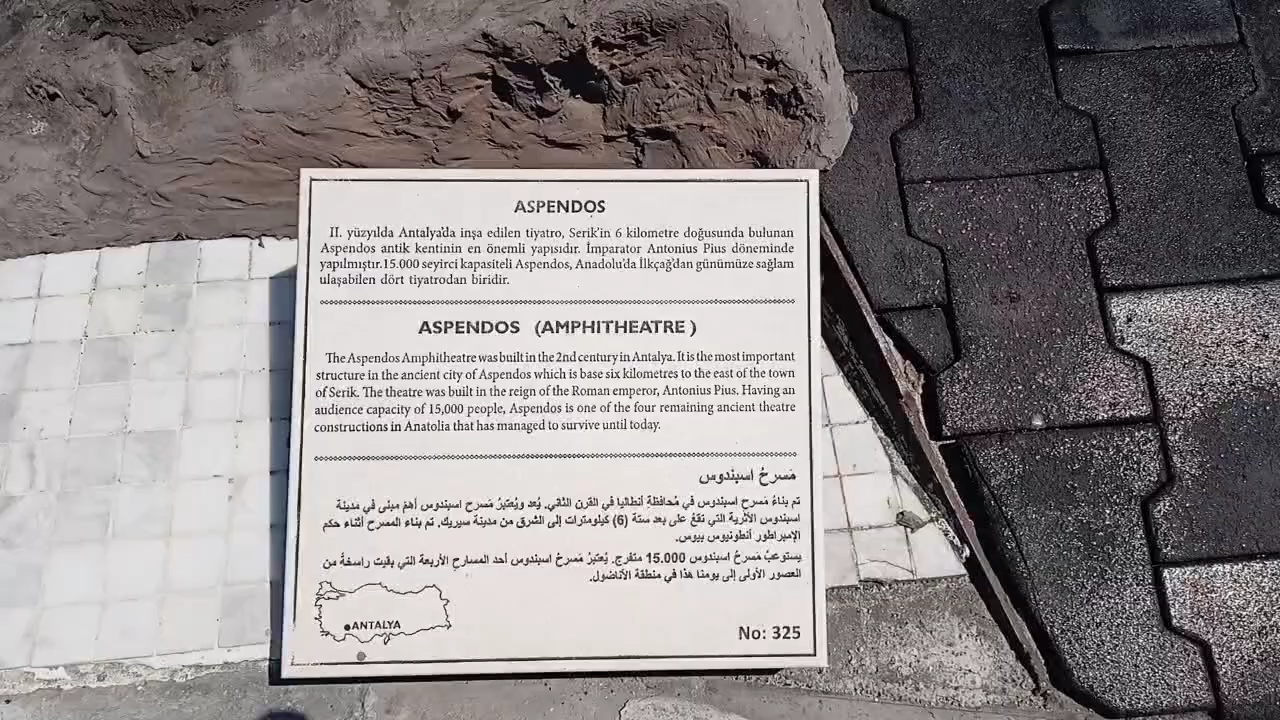 ASPENDOS
II. yüzyılda Antalya'da inşa edilen tiyatro, Serik'in 6 kilometre doğusunda bulunan
Aspendos antik kentinin en önemli yapısıdır. İmparator Antonius Pius döneminde
yapılmıştır.15.000 seyirci kapasiteli Aspendos, Anadolu'da İlkçağ'dan günümüze sağlam
ulaşabilen dört tiyatrodan biridir.
ASPENDOS (AMPHITHEATRE)
The Aspendos Amphitheatre was built in the 2nd century in Antalya. It is the most important
structure in the ancient city of Aspendos which is base six kilometres to the east of the town
of Serik. The theatre was built in the reign of the Roman emperor, Antonius Pius. Having an
audience capacity of 15,000 people, Aspendos is one of the four remaining ancient theatre
constructions in Anatolia that has managed to survive until today.
مَسرحُ اسبندوس
تم بناءُ مَسرحِ اسبندوس في مُحافظةِ أنطاليا في القرن الثاني. يُعد ويُعتبرُ مَسرح اسبندوس أهمَ مبنى في مَدينة
اسبندوس الأثرية التي تقعُ على بعد ستة (6) كيلومترات إلى الشرق من مدينة سيريك. تم بناءُ المسرح أثناء حكم
الإمبراطور أنطونيوس بيوس.
يستوعبُ مَسرحُ اسبندوس 15.000 متفرج. يُعتبرُ مَسرحُ اسبندوس أحد المسارح الأربعة التي بقيت راسخةً من
العصور الأولى إلى يومنا هذا في منطقة الأناضول.
ANTALYA
No: 325